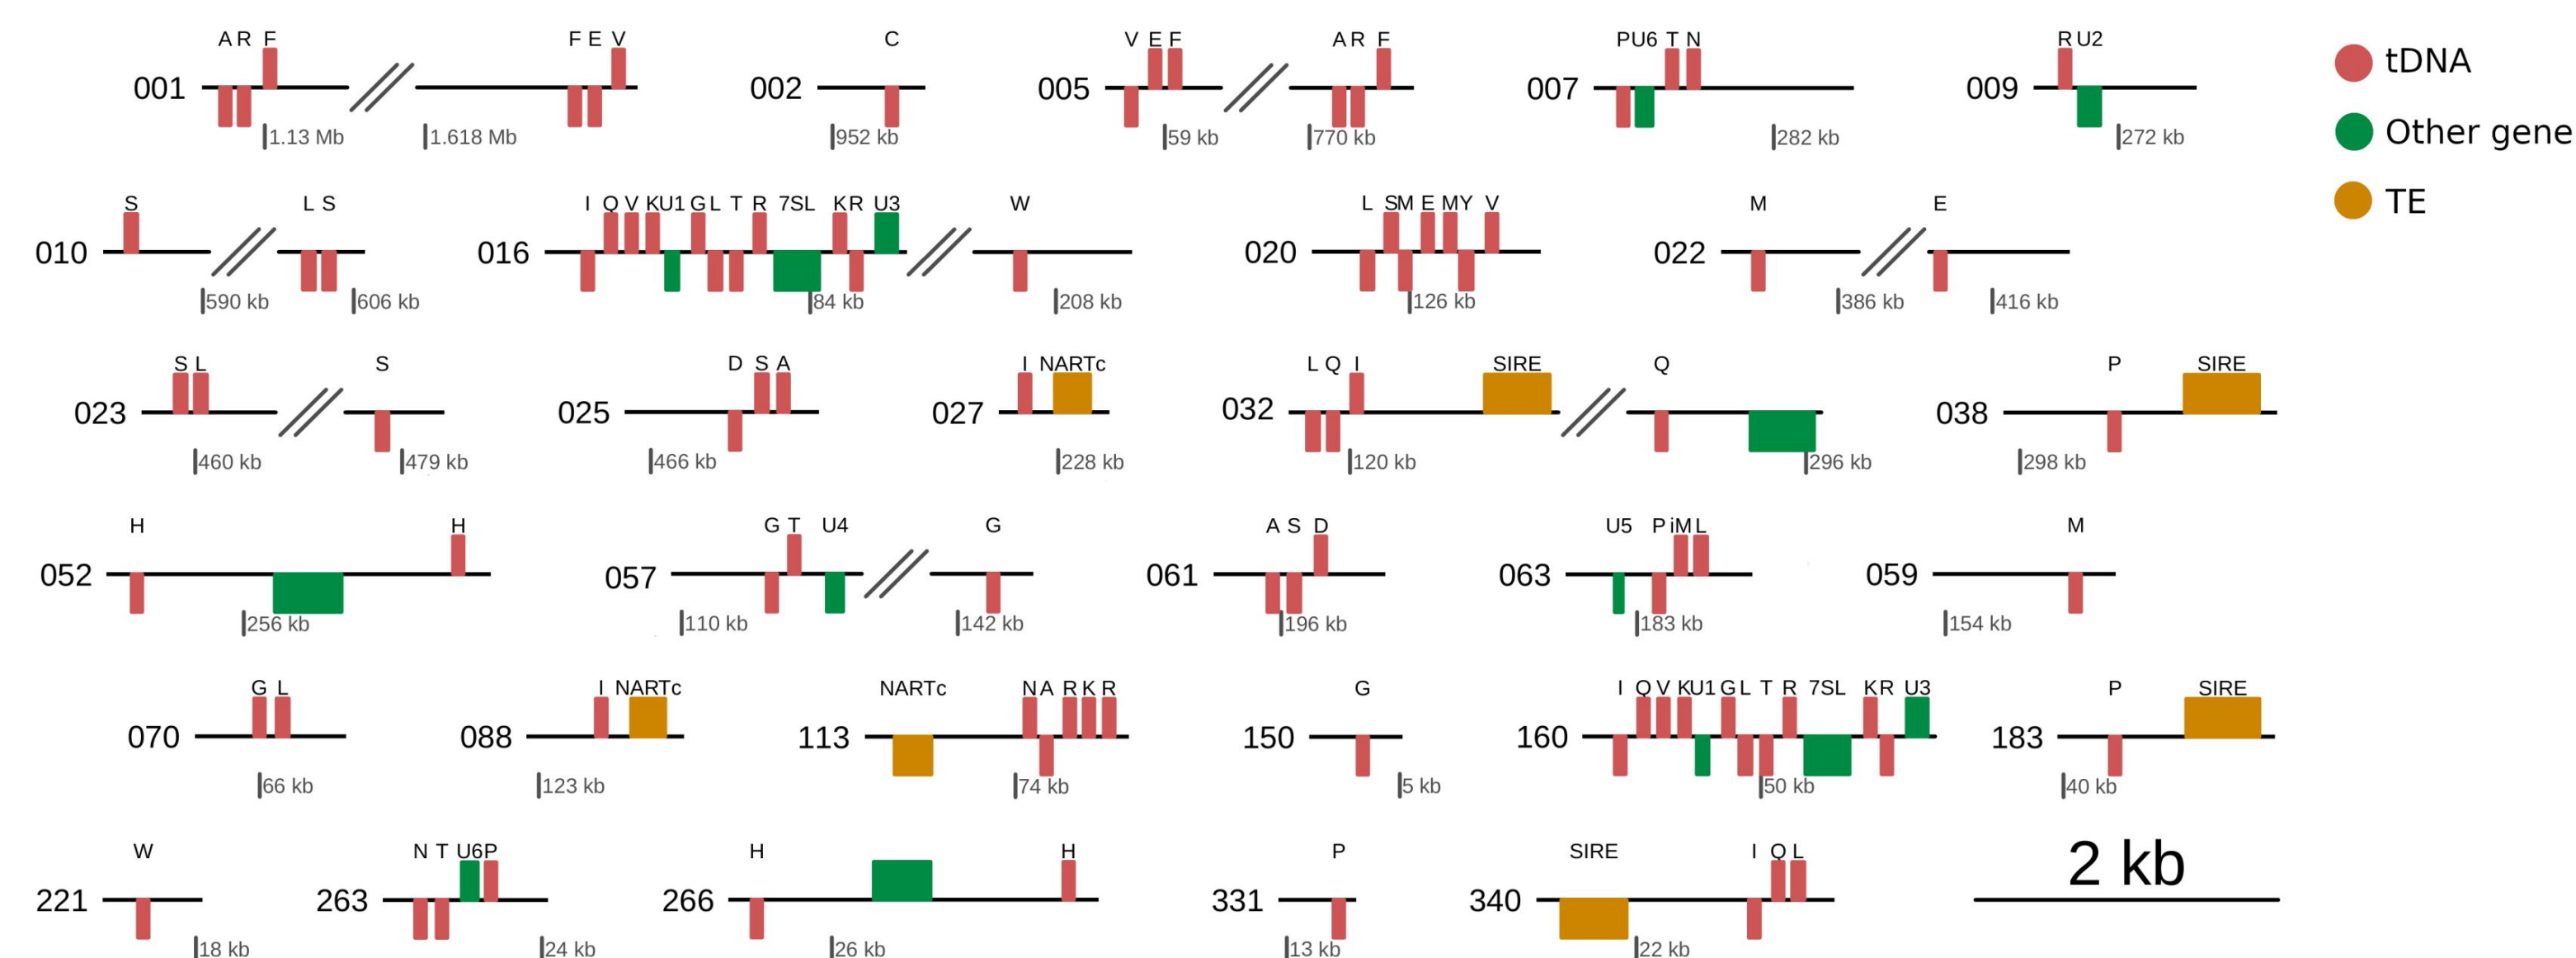 A R F F E V C V E F A R F PU6 T N R U2
001 002 005 007 009
1.13 Mb 1.618 Mb 952 kb 59 kb 770 kb 282 kb 272 kb
tDNA
Other gene
TE
S L S I Q V K U1 G L T R 7SL K R U3 W L S M E M Y V M E
010 016 020 022
590 kb 606 kb 84 kb 208 kb 126 kb 386 kb 416 kb
S L S D S A I NARTc L Q I SIRE Q P SIRE
023 025 027 032 038
460 kb 479 kb 466 kb 228 kb 120 kb 296 kb 298 kb
H H G T U4 G A S D U5 P iM L M
052 057 061 063 059
256 kb 110 kb 142 kb 196 kb 183 kb 154 kb
G L I NARTc NARTc N A R K R G I Q V K U1 G L T R 7SL K R U3 P SIRE
070 088 113 150 160 183
66 kb 123 kb 74 kb 5 kb 50 kb 40 kb
W N T U6 P H H P SIRE I Q L 2 kb
221 263 266 331 340
18 kb 24 kb 26 kb 13 kb 22 kb